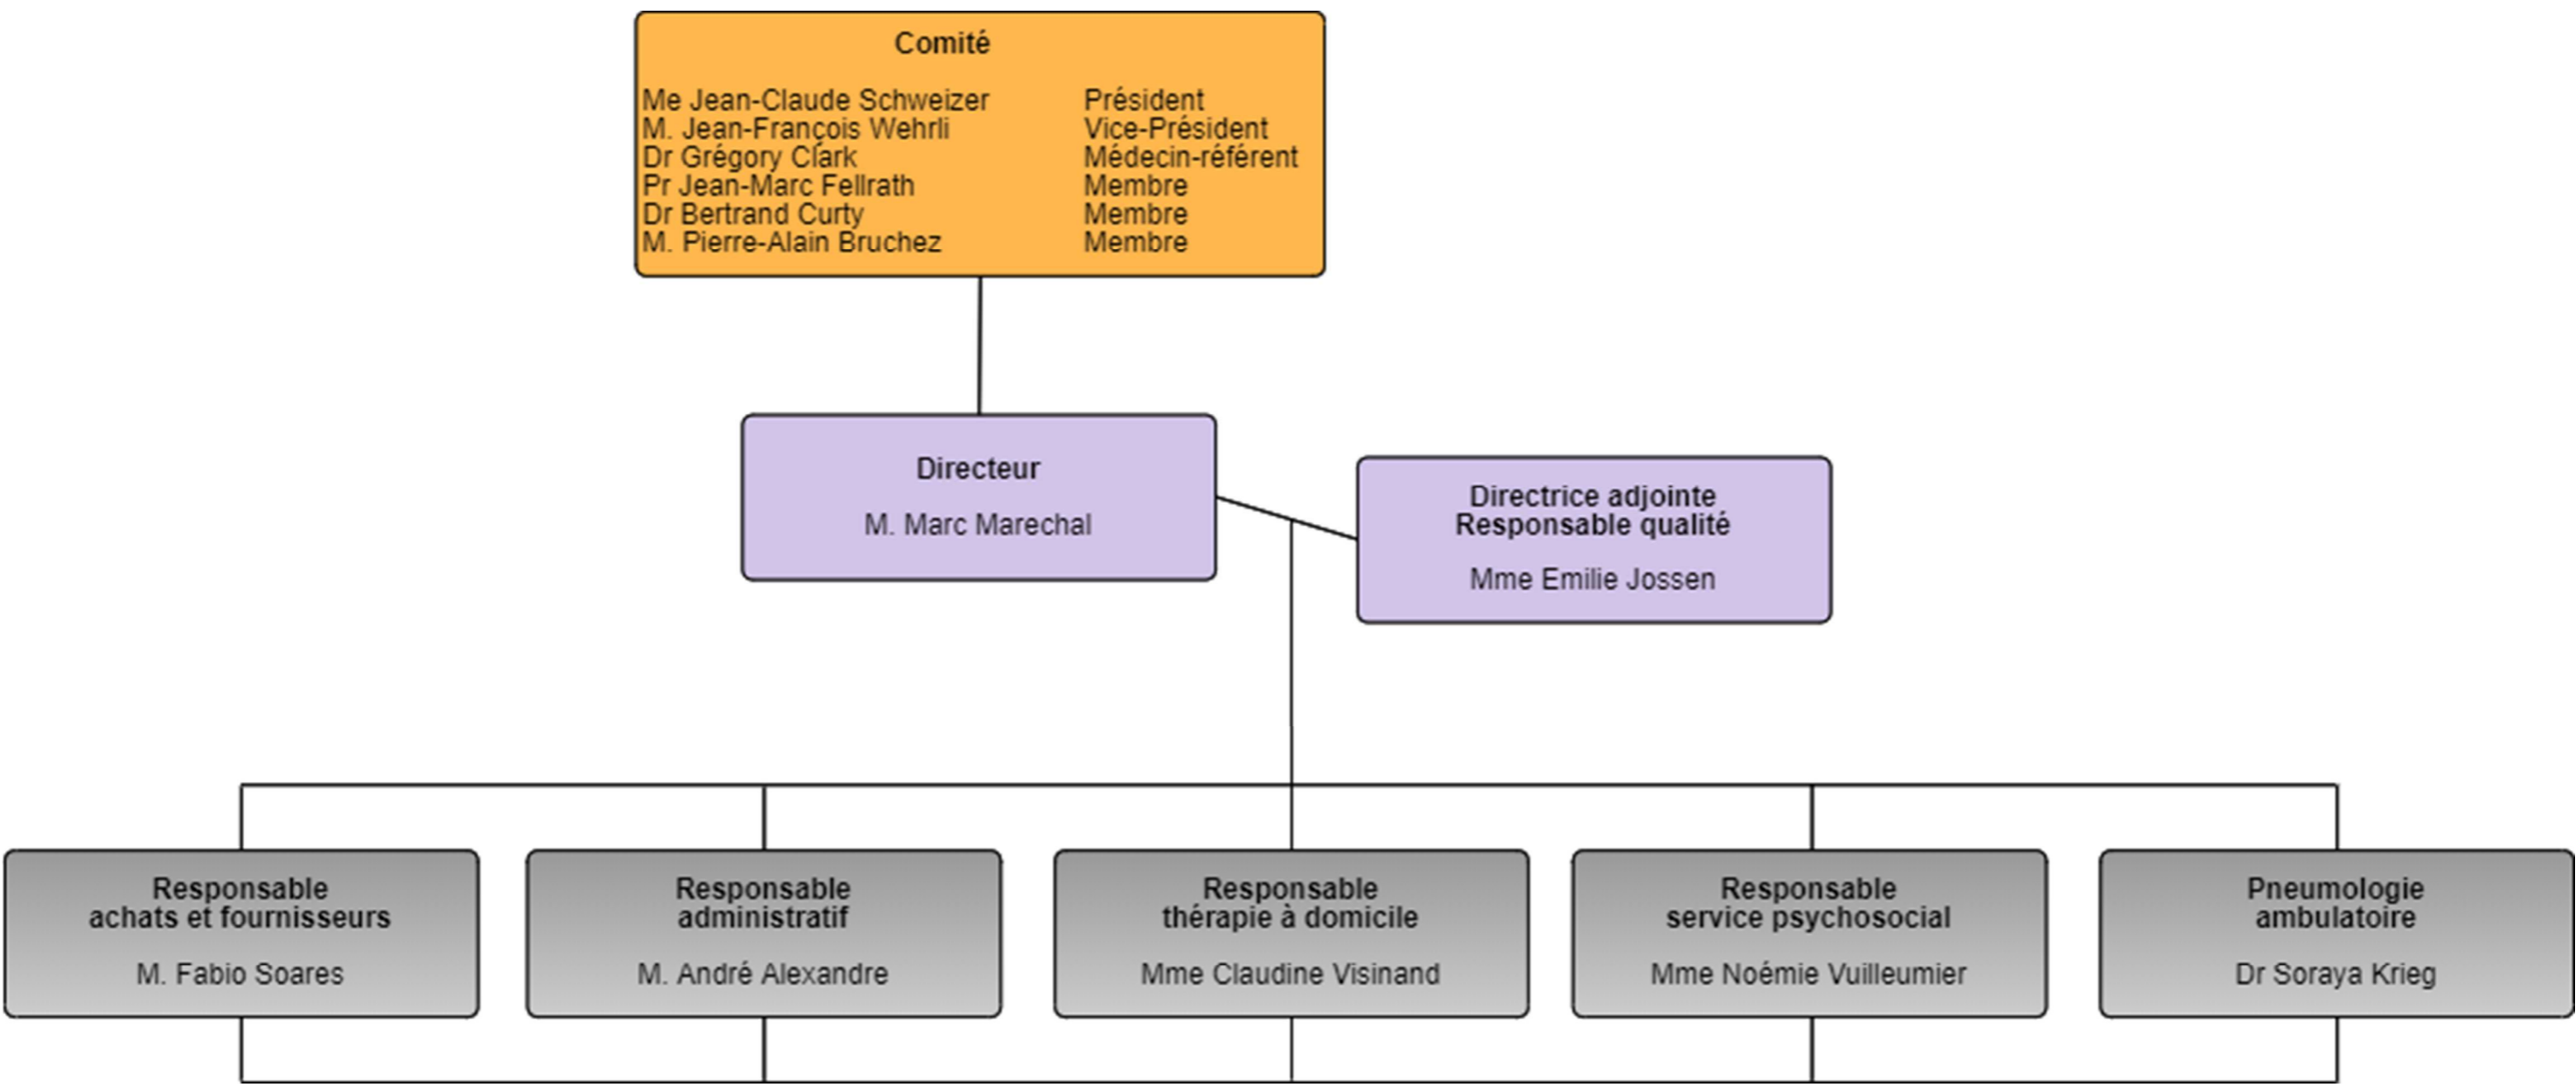 Comité
Me Jean-Claude Schweizer Président
M. Jean-François Wehrli Vice-Président
Dr Grégory Clark Médecin-référent
Pr Jean-Marc Fellrath Membre
Dr Bertrand Curty Membre
M. Pierre-Alain Bruchez Membre
Directeur
M. Marc Marechal
Directrice adjointe
Responsable qualité
Mme Emilie Jossen
Responsable
achats et fournisseurs
M. Fabio Soares
Responsable
administratif
M. André Alexandre
Responsable
thérapie à domicile
Mme Claudine Visinand
Responsable
service psychosocial
Mme Noémie Vuilleumier
Pneumologie
ambulatoire
Dr Soraya Krieg